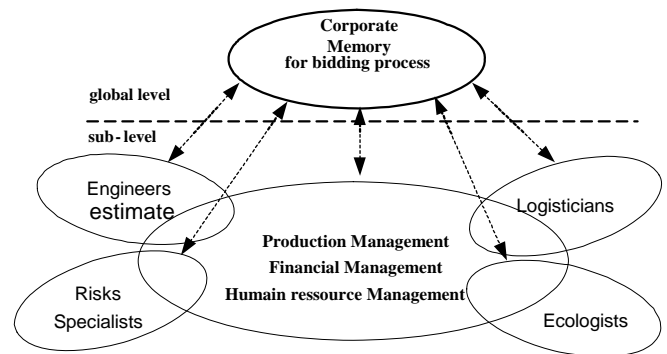 Corporate
Memory
for bidding process
global level
sub-level
Engineers
estimate
Logisticians
Production Management
Financial Management
Humain ressource Management
Risks
Specialists
Ecologists